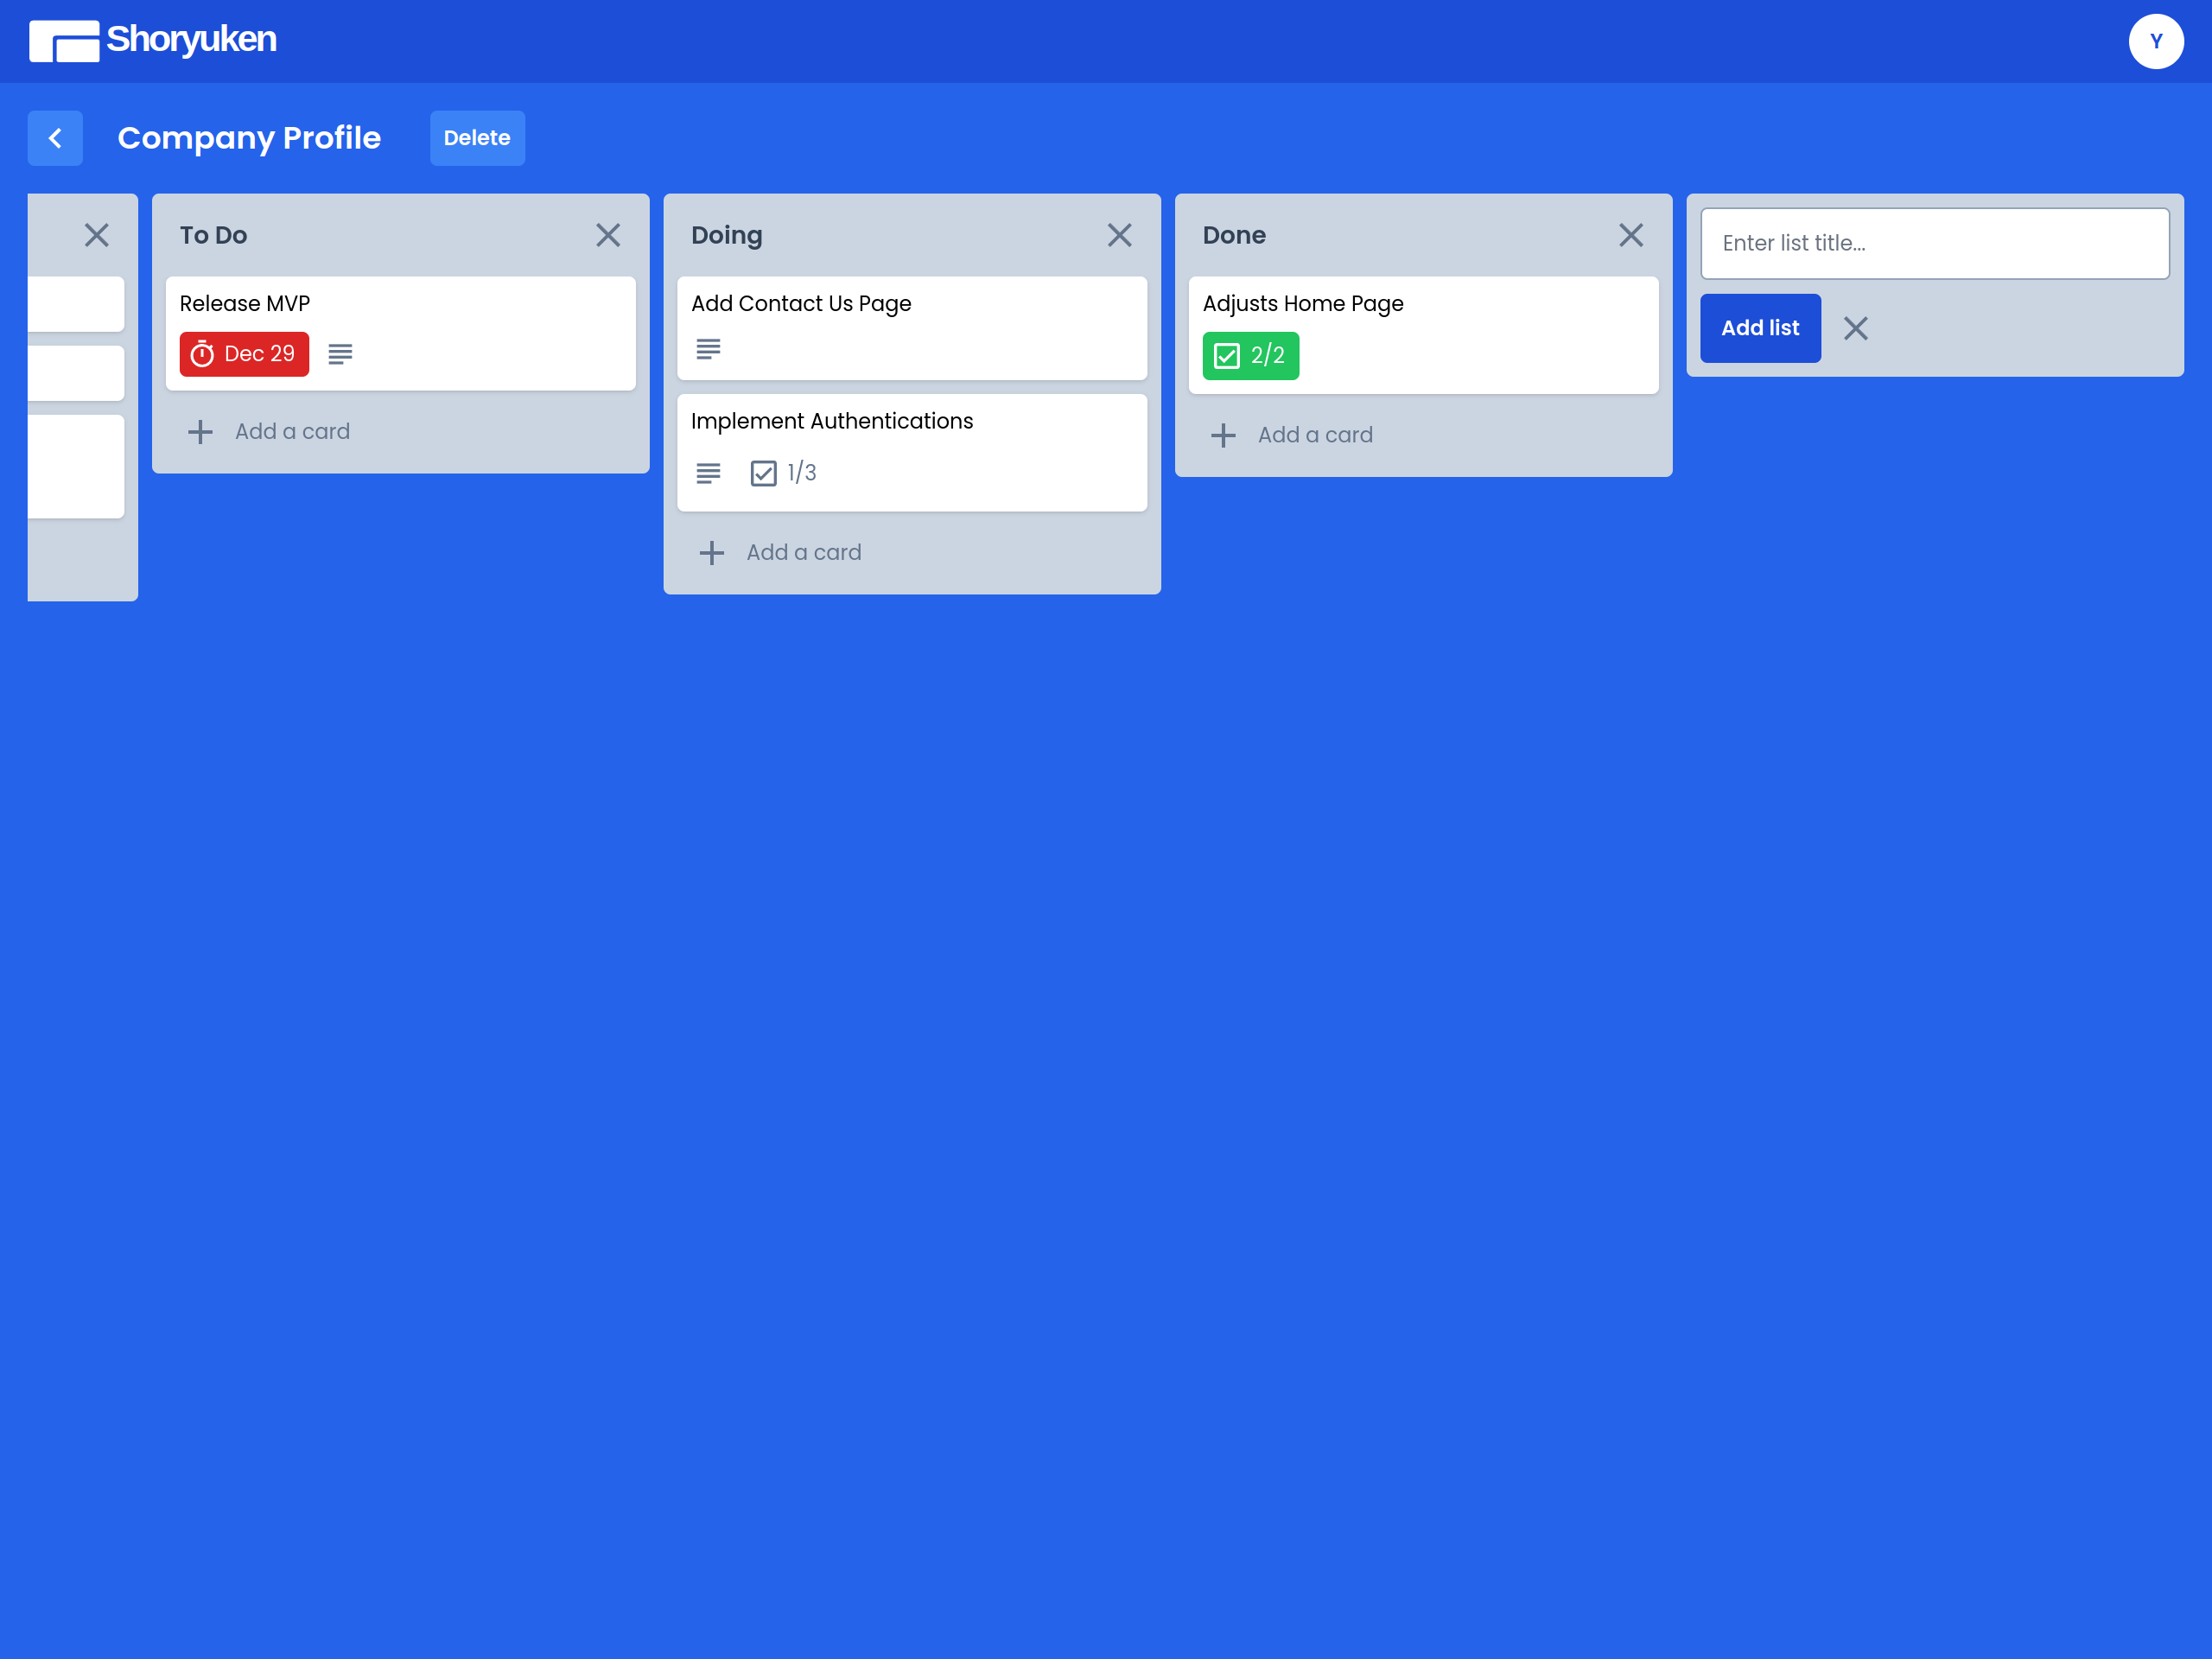 Shoryuken
Y
Company Profile
Delete
To Do
Release MVP
Dec 29
Add a card
Doing
Add Contact Us Page
Implement Authentications
1/3
Add a card
Done
Adjusts Home Page
2/2
Add a card
Enter list title...
Add list